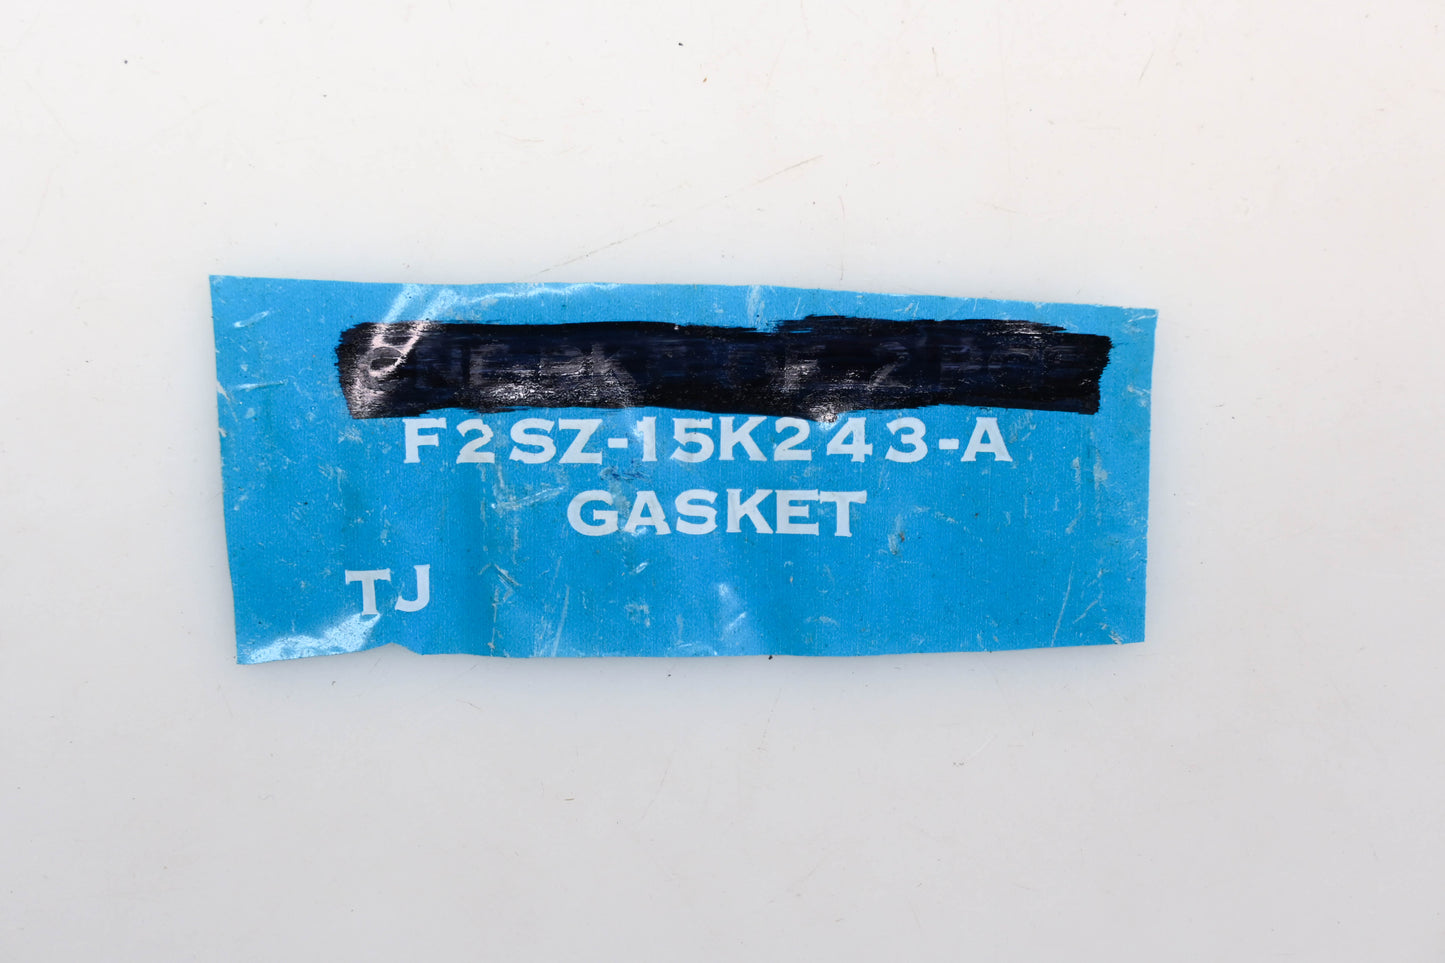 F2SZ-15K243-A
GASKET
TJ